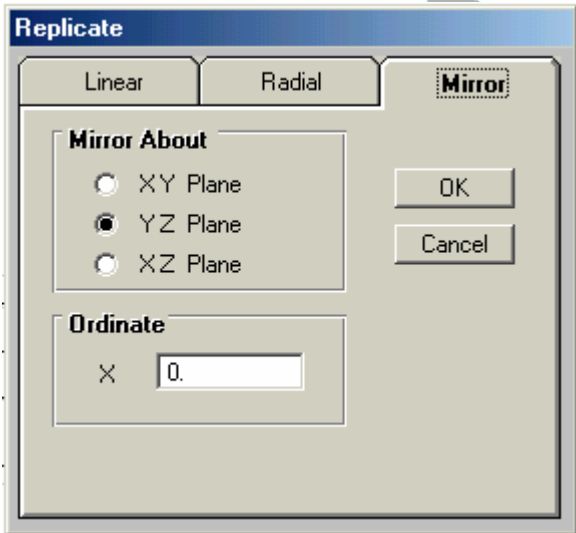 Replicate
Linear Radial Mirror
Mirror About
XY Plane
YZ Plane
XZ Plane
OK
Cancel
Ordinate
X 0.